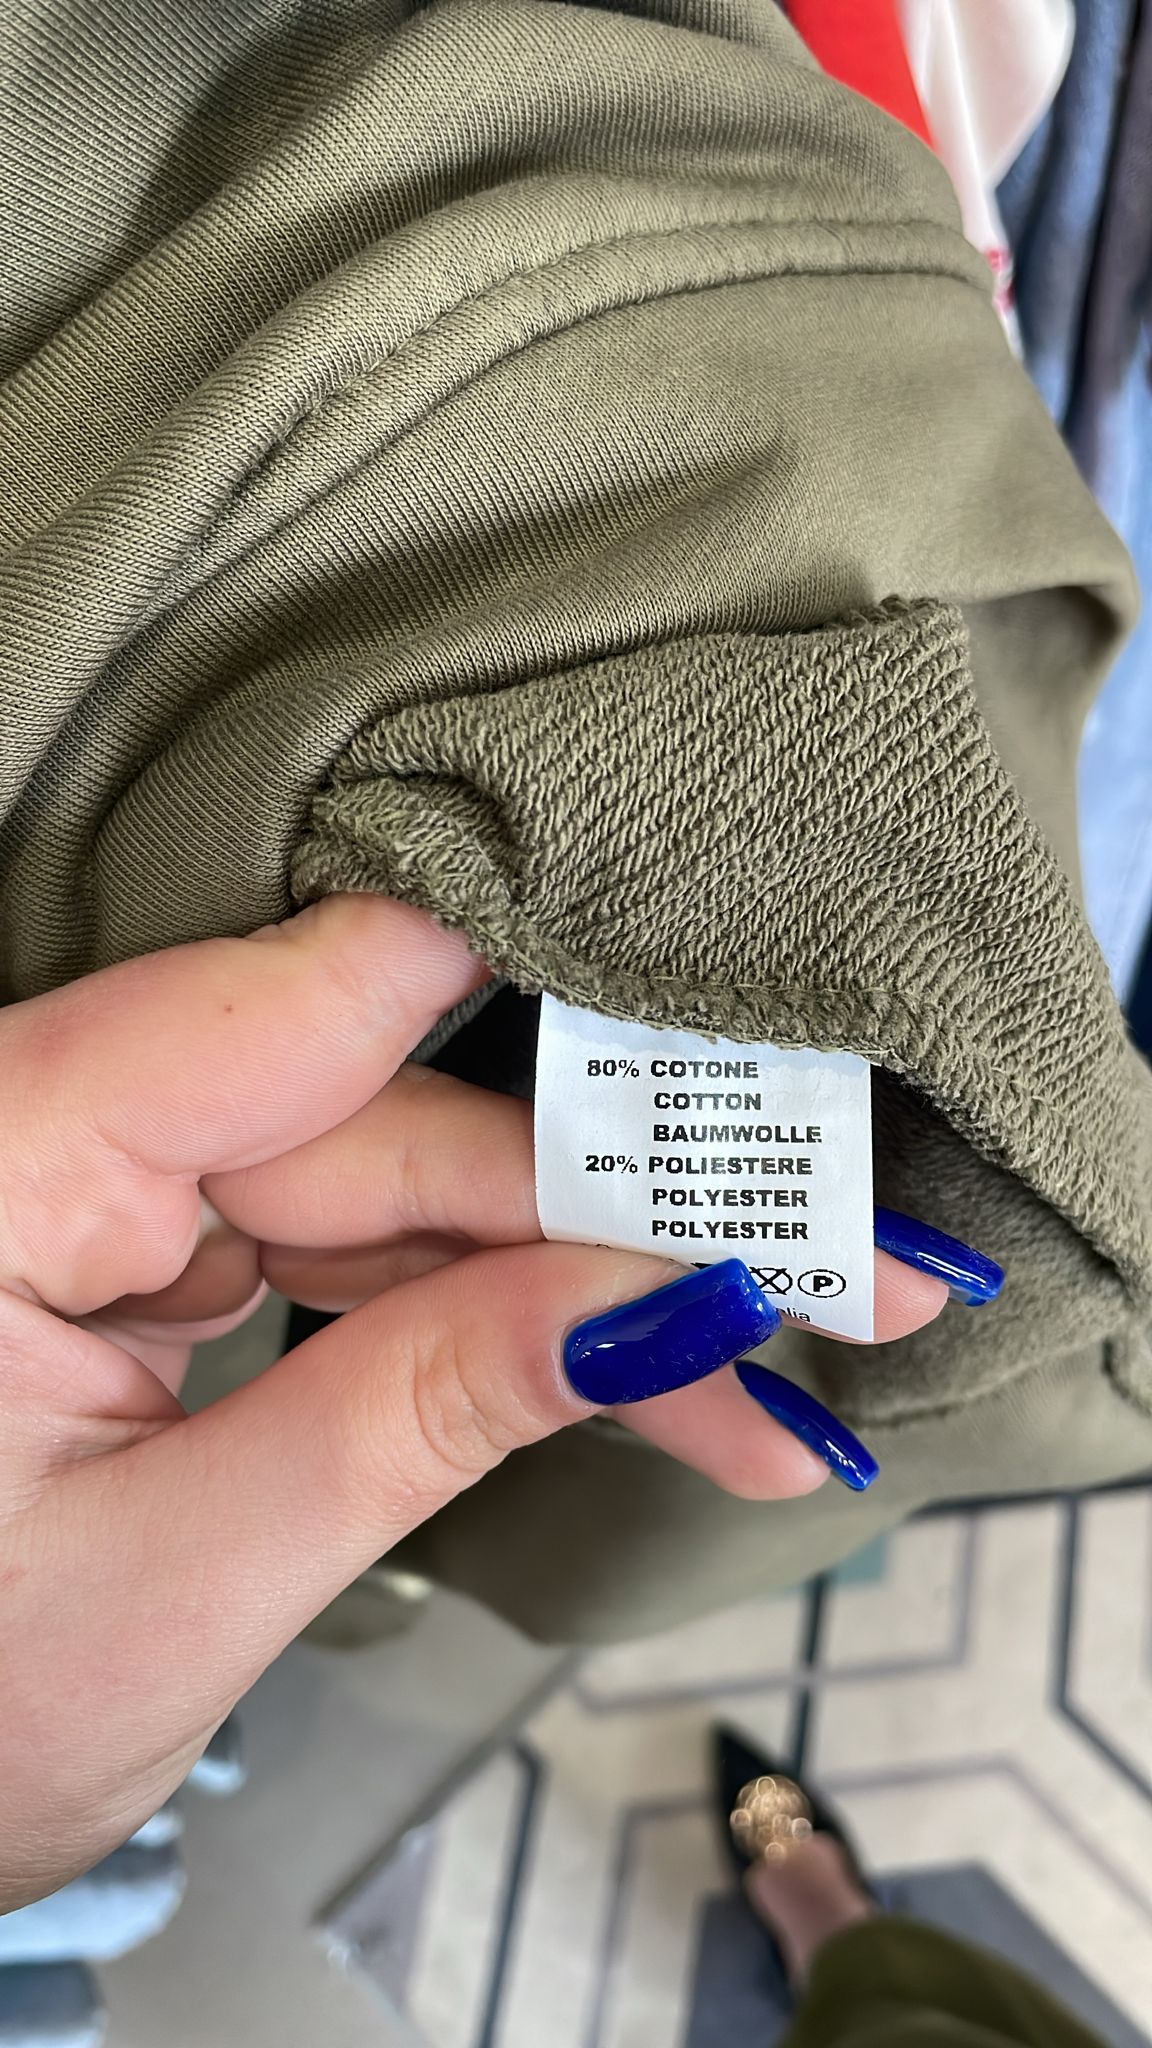 80% COTONE
COTTON
BAUMWOLLE
20% POLIESTERE
POLYESTER
POLYESTER
P